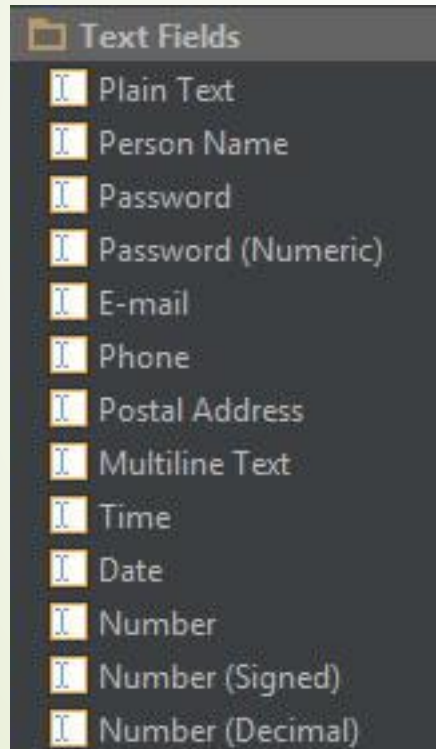 Text Fields
Plain Text
Person Name
Password
Password (Numeric)
E-mail
Phone
Postal Address
Multiline Text
Time
Date
Number
Number (Signed)
Number (Decimal)